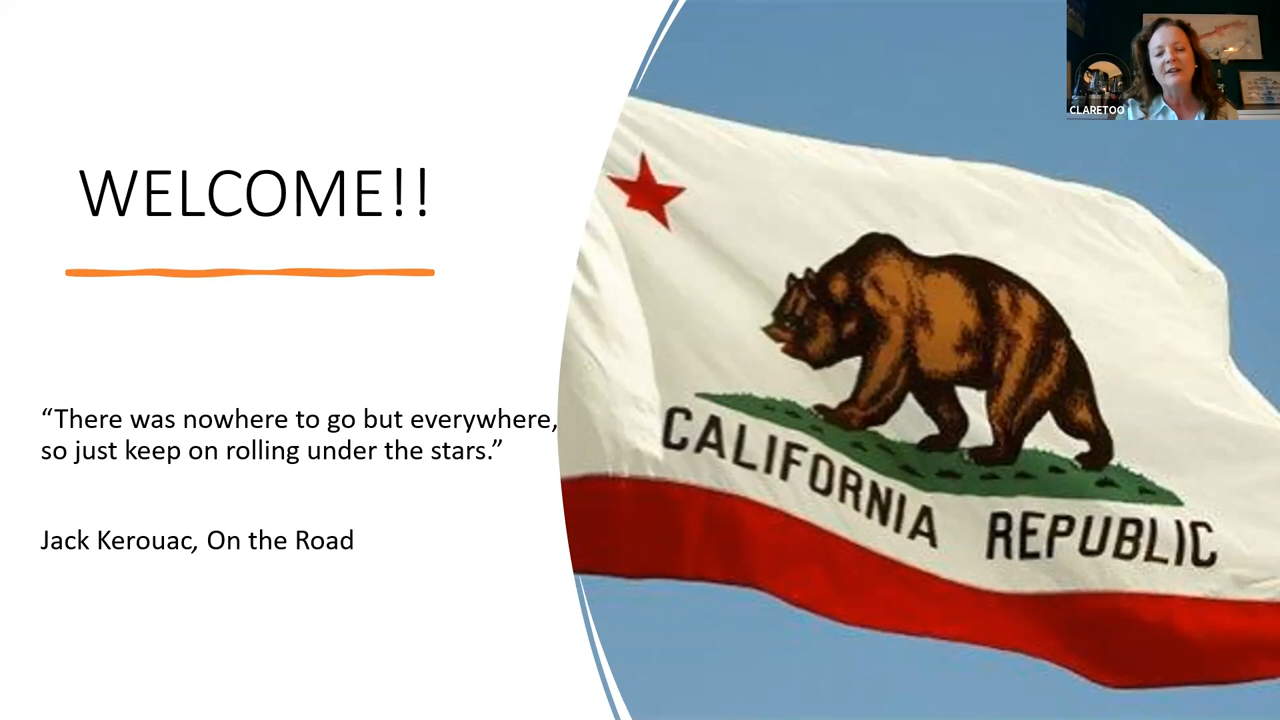 CLARETOO
WELCOME!!
“There was nowhere to go but everywhere,
so just keep on rolling under the stars.”
Jack Kerouac, On the Road
CALIFORNIA REPUBLIC